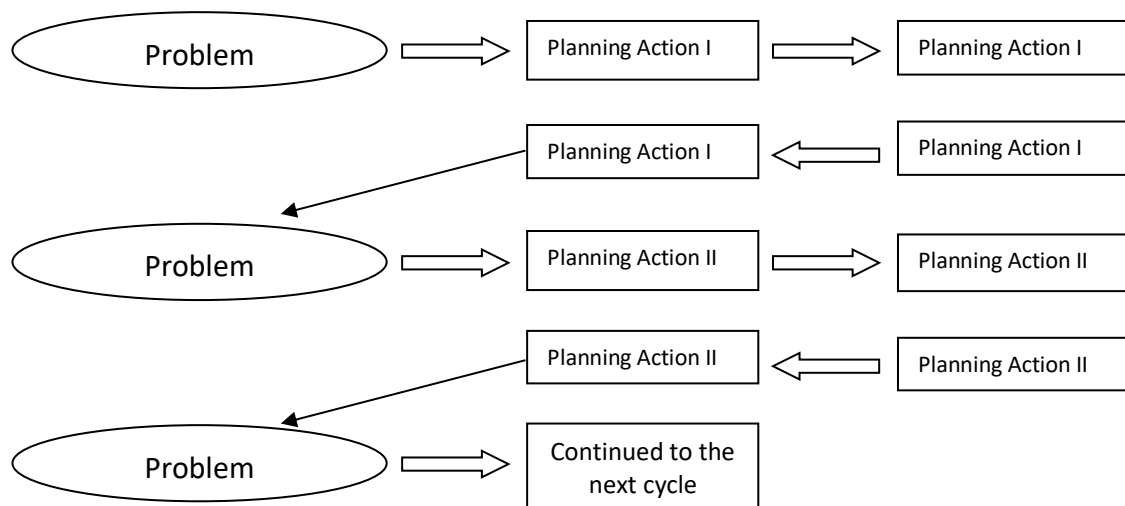 Problem
Planning Action I
Planning Action I
Planning Action I
Planning Action I
Problem
Planning Action II
Planning Action II
Planning Action II
Planning Action II
Problem
Continued to the
next cycle